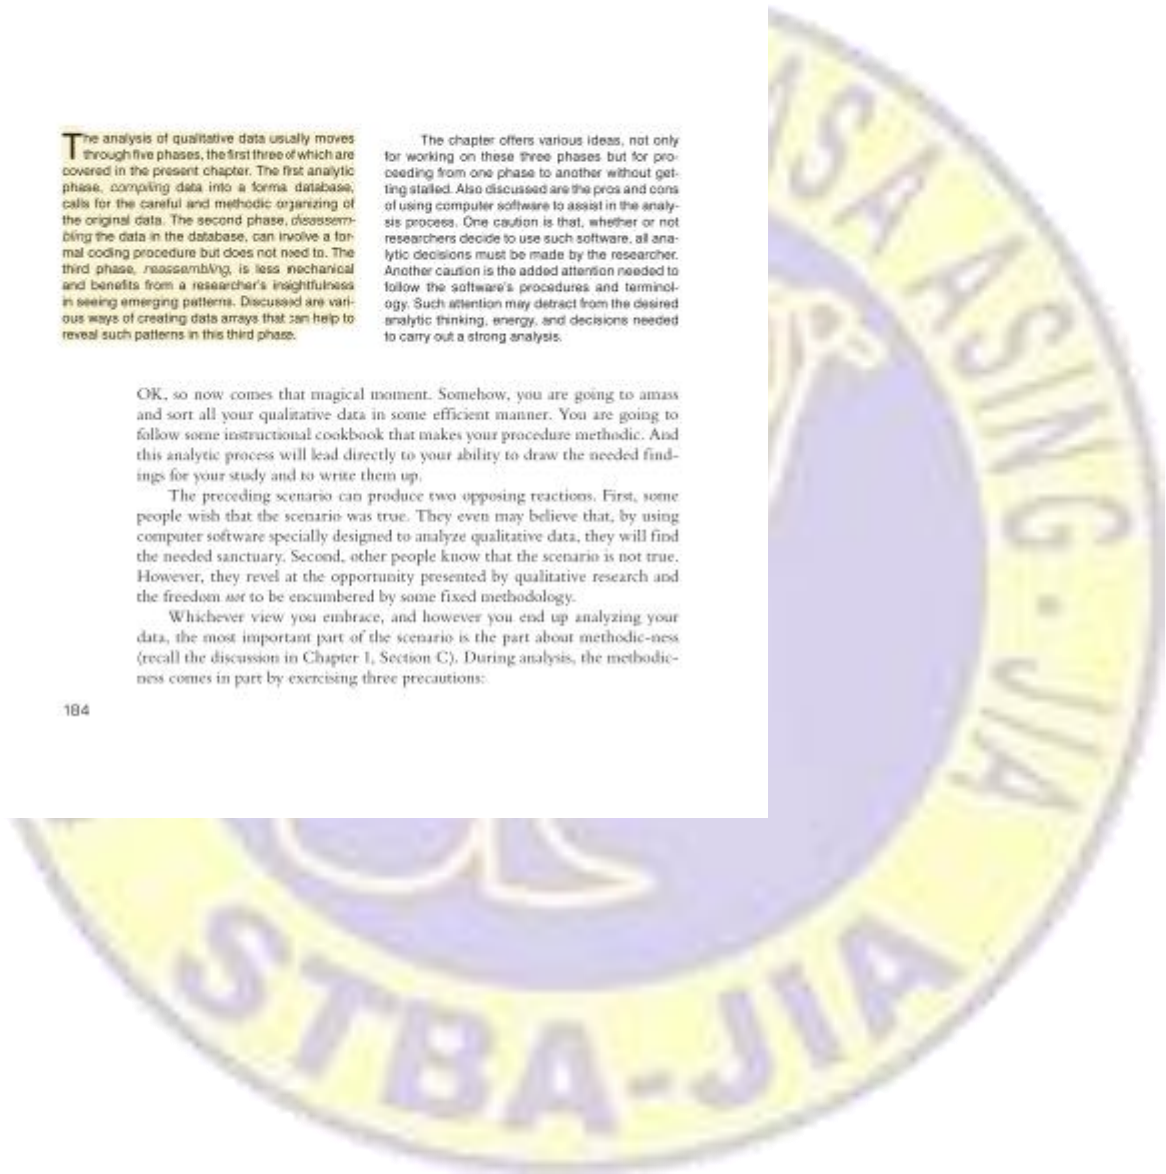 The analysis of qualitative data usually moves
through five phases, the first three of which are
covered in the present chapter. The first analytic
phase, compiling data into a forma database,
calls for the careful and methodic organizing of
the original data. The second phase, disassem-
bling the data in the database, can involve a for-
mal coding procedure but does not need to. The
third phase, reassembling, is less mechanical
and benefits from a researcher's insightfulness
in seeing emerging patterns. Discussed are vari-
ous ways of creating data arrays that can help to
reveal such patterns in this third phase.
The chapter offers various ideas, not only
for working on these three phases but for pro-
ceeding from one phase to another without get-
ting stalled. Also discussed are the pros and cons
of using computer software to assist in the analy-
sis process. One caution is that, whether or not
researchers decide to use such software, all ana-
lytic decisions must be made by the researcher.
Another caution is the added attention needed to
follow the software's procedures and terminol-
ogy. Such attention may detract from the desired
analytic thinking, energy, and decisions needed
to carry out a strong analysis.
OK, so now comes that magical moment. Somehow, you are going to amass
and sort all your qualitative data in some efficient manner. You are going to
follow some instructional cookbook that makes your procedure methodic. And
this analytic process will lead directly to your ability to draw the needed find-
ings for your study and to write them up.
The preceding scenario can produce two opposing reactions. First, some
people wish that the scenario was true. They even may believe that, by using
computer software specially designed to analyze qualitative data, they will find
the needed sanctuary. Second, other people know that the scenario is not true.
However, they revel at the opportunity presented by qualitative research and
the freedom not to be encumbered by some fixed methodology.
Whichever view you embrace, and however you end up analyzing your
data, the most important part of the scenario is the part about methodic-ness
(recall the discussion in Chapter 1, Section C). During analysis, the methodic-
ness comes in part by exercising three precautions:
184
ASA ASING - JIA
STBA-JIA